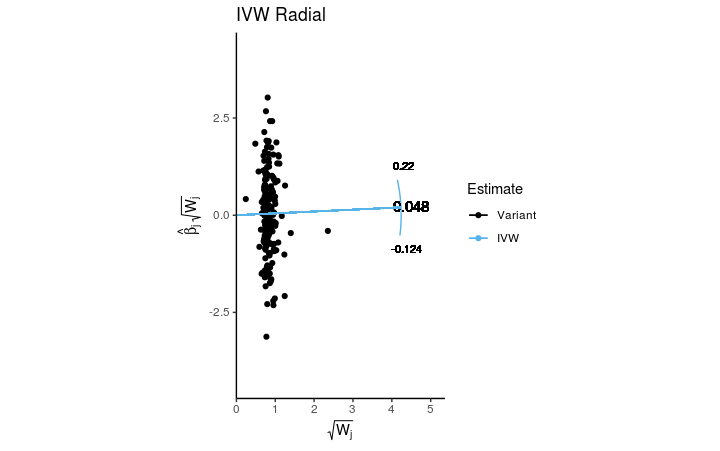 IVW Radial
2.5
0.0
-2.5
β̂j√Wj
0.22
0.048
-0.124
0 1 2 3 4 5
√Wj
Estimate
Variant
IVW